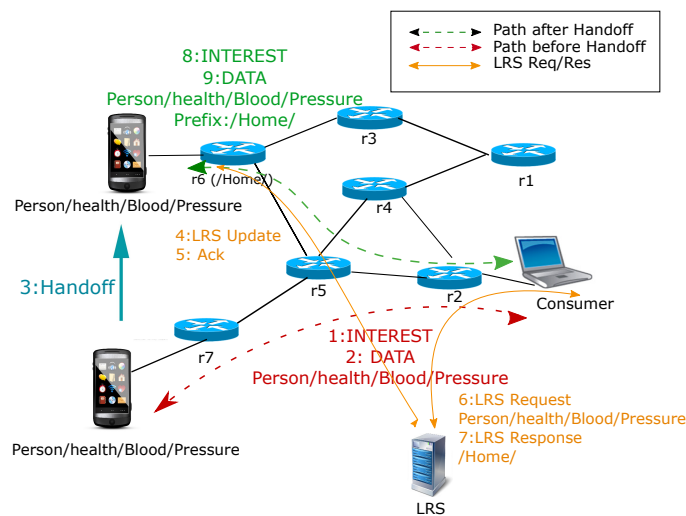 8:INTEREST
9:DATA
Person/health/Blood/Pressure
Prefix:/Home/
Path after Handoff
Path before Handoff
LRS Req/Res
r3
r1
r6 (/Home/)
r4
Person/health/Blood/Pressure
4:LRS Update
5: Ack
3:Handoff
r5
r2
Consumer
r7
1:INTEREST
2: DATA
Person/health/Blood/Pressure
6:LRS Request
Person/health/Blood/Pressure
7:LRS Response
/Home/
Person/health/Blood/Pressure
LRS